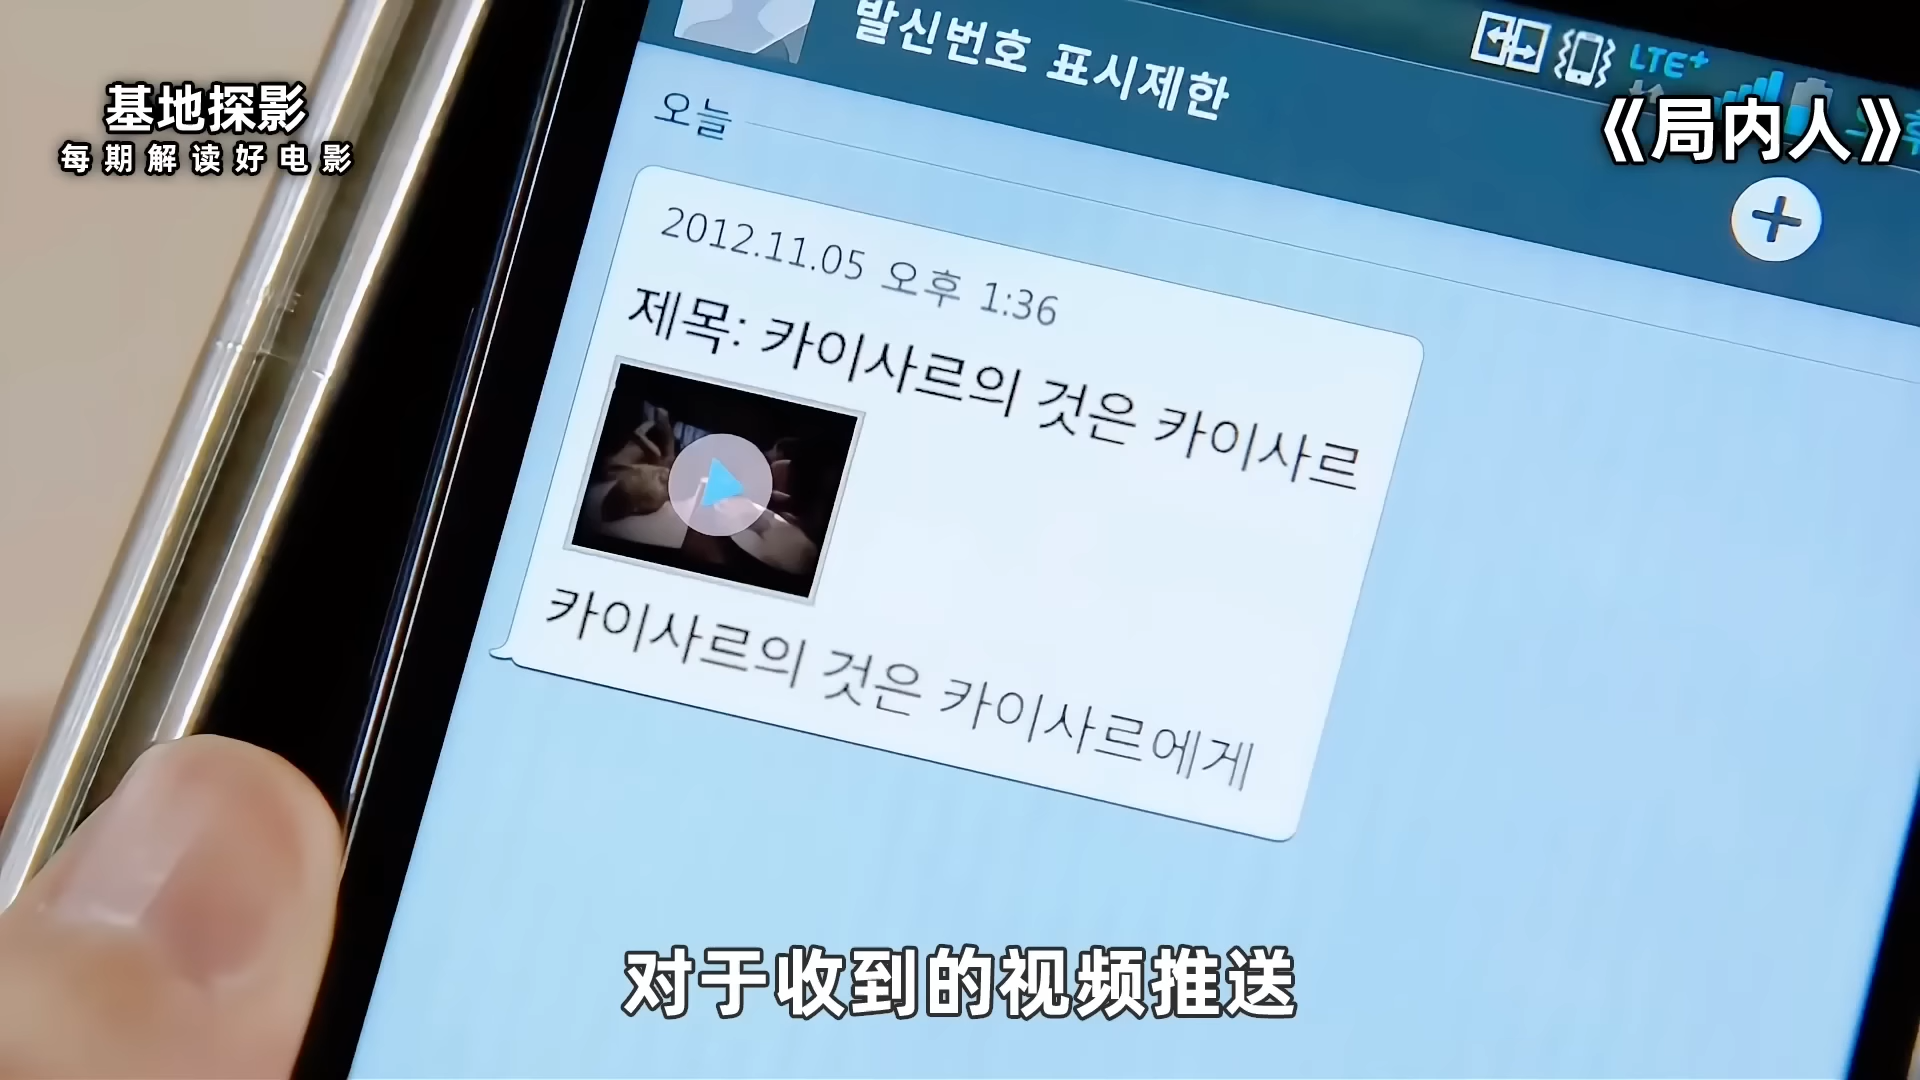 基地探影
每期解读好电影
《局内人》
발신번호 표시제한
LTE+
오늘
2012.11.05 오후 1:36
제목: 카이사르의 것은 카이사르
카이사르의 것은 카이사르에게
对于收到的视频推送